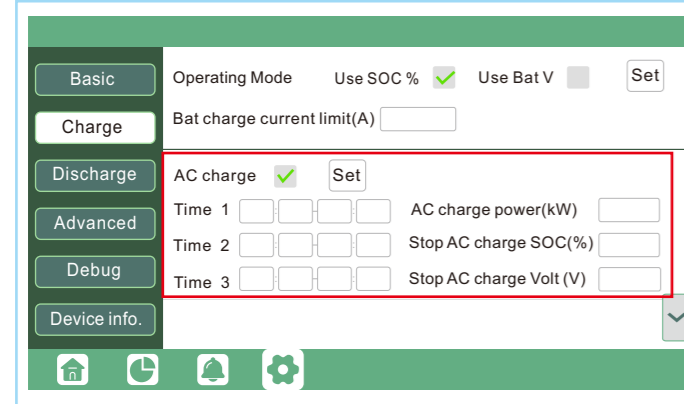 Basic
Charge
Discharge
Advanced
Debug
Device info.
Operating Mode Use SOC % Use Bat V Set
Bat charge current limit(A)
AC charge Set
Time 1 : - : AC charge power(kW)
Time 2 : - : Stop AC charge SOC(%)
Time 3 : - : Stop AC charge Volt (V)